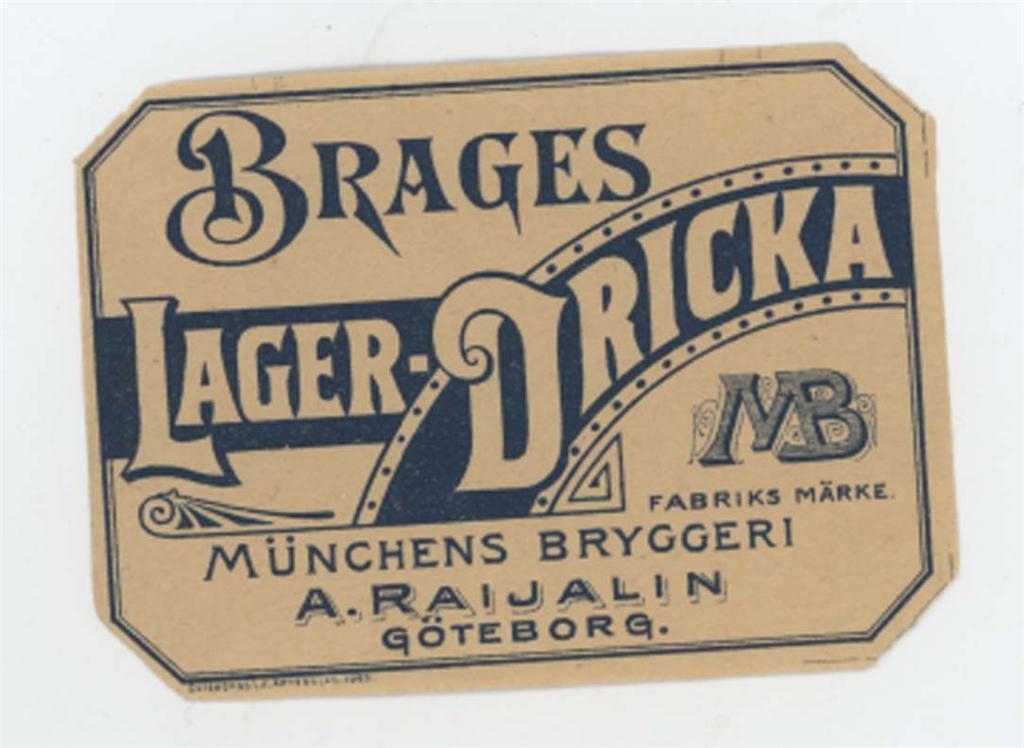 BRAGES
LAGER-DRICKA
MB
FABRIKS MÄRKE.
MÜNCHENS BRYGGERI
A. RAIJALIN
GÖTEBORG.